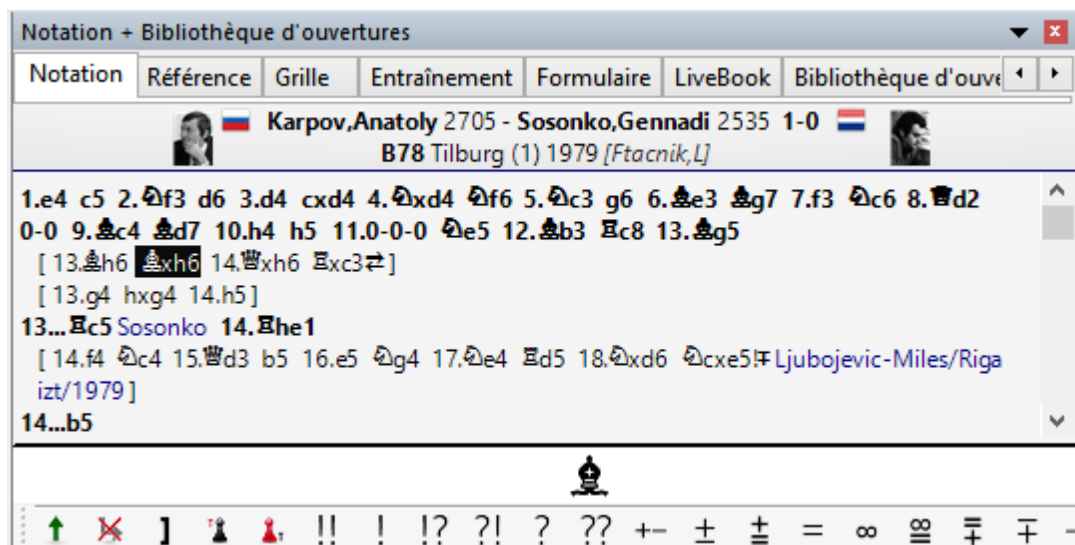 Notation + Bibliothèque d'ouvertures
Notation Référence Grille Entraînement Formulaire LiveBook Bibliothèque d'ouve
Karpov,Anatoly 2705 - Sosonko,Gennadi 2535 1-0
B78 Tilburg (1) 1979 [Ftacnik,L]
1.e4 c5 2.♘f3 d6 3.d4 cxd4 4.♘xd4 ♘f6 5.♘c3 g6 6.♗e3 ♗g7 7.f3 ♘c6 8.♕d2
0-0 9.♗c4 ♗d7 10.h4 h5 11.0-0-0 ♘e5 12.♗b3 ♖c8 13.♗g5
[ 13.♗h6 ♗xh6 14.♕xh6 ♖xc3⇄ ]
[ 13.g4 hxg4 14.h5 ]
13...♖c5 Sosonko 14.♖he1
[ 14.f4 ♘c4 15.♕d3 b5 16.e5 ♘g4 17.♘e4 ♖d5 18.♘xd6 ♘cxe5!∓ Ljubojevic-Miles/Riga
izt/1979 ]
14...b5
] !! ! !? ?! ? ?? +− ± ⩲ = ∞ ⩱ ∓